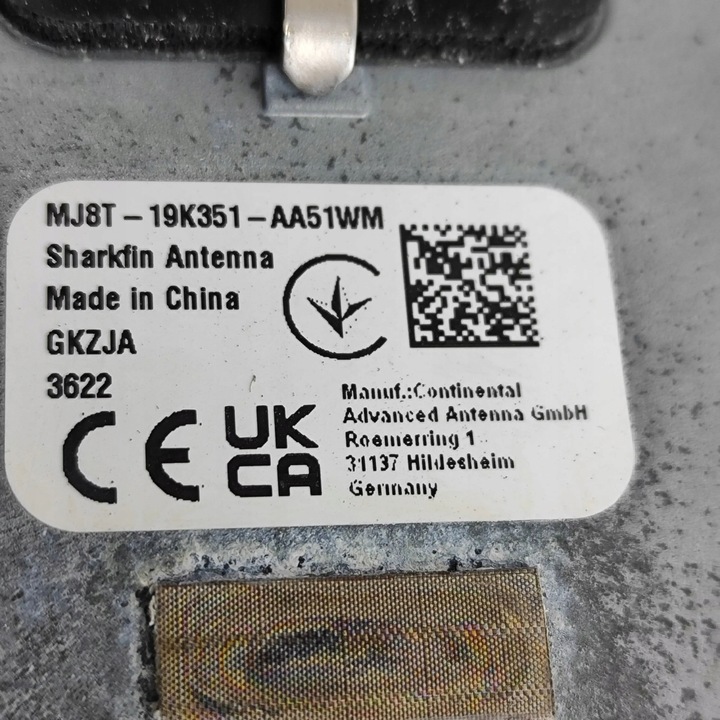 MJ8T-19K351-AA51WM
Sharkfin Antenna
Made in China
GKZJA
3622
CE
UK
CA
Manuf.:Continental
Advanced Antenna GmbH
Roemerring 1
31137 Hildesheim
Germany